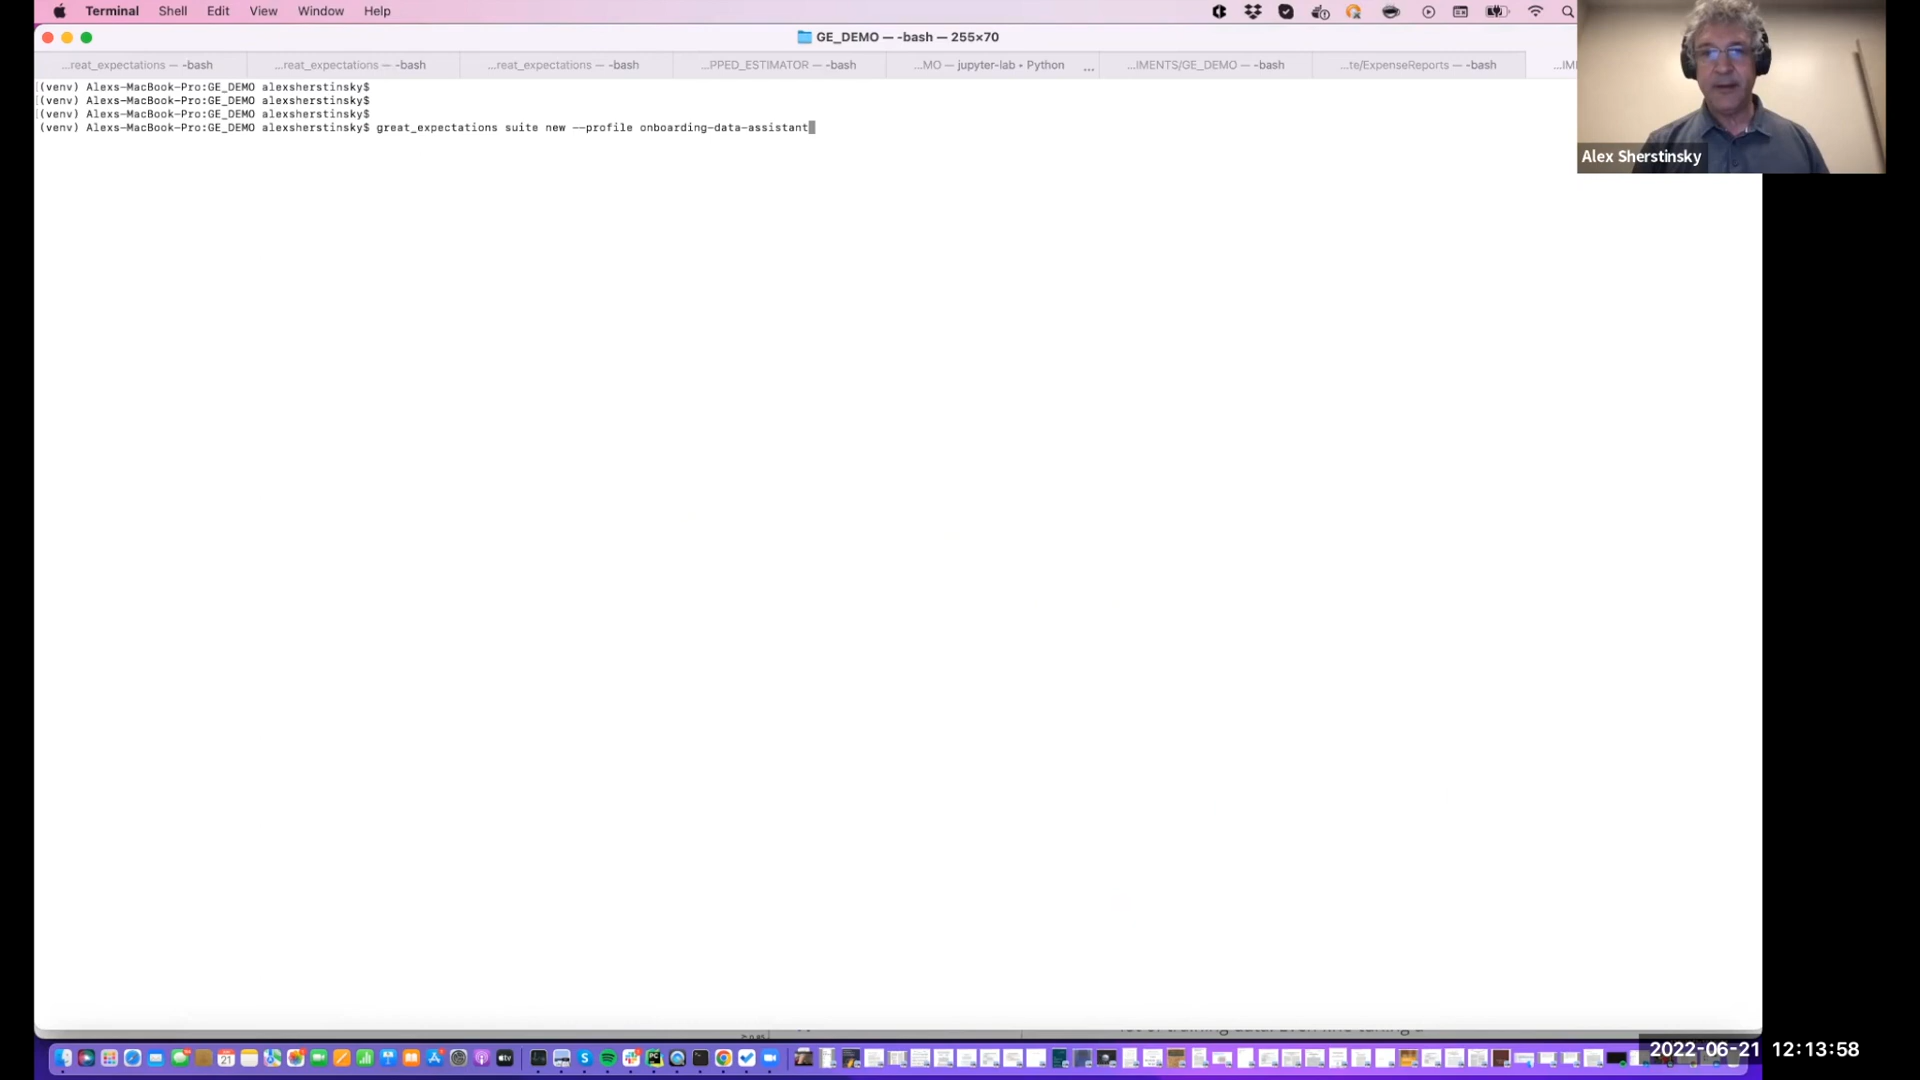 Terminal Shell Edit View Window Help
GE_DEMO — -bash — 255×70
...reat_expectations — -bash ...reat_expectations — -bash ...reat_expectations — -bash ...PPED_ESTIMATOR — -bash ...MO — jupyter-lab • Python ... ...IMENTS/GE_DEMO — -bash ...te/ExpenseReports — -bash ...IM
(venv) Alexs-MacBook-Pro:GE_DEMO alexsherstinsky$
(venv) Alexs-MacBook-Pro:GE_DEMO alexsherstinsky$
(venv) Alexs-MacBook-Pro:GE_DEMO alexsherstinsky$
(venv) Alexs-MacBook-Pro:GE_DEMO alexsherstinsky$ great_expectations suite new --profile onboarding-data-assistant
Alex Sherstinsky
2022-06-21 12:13:58